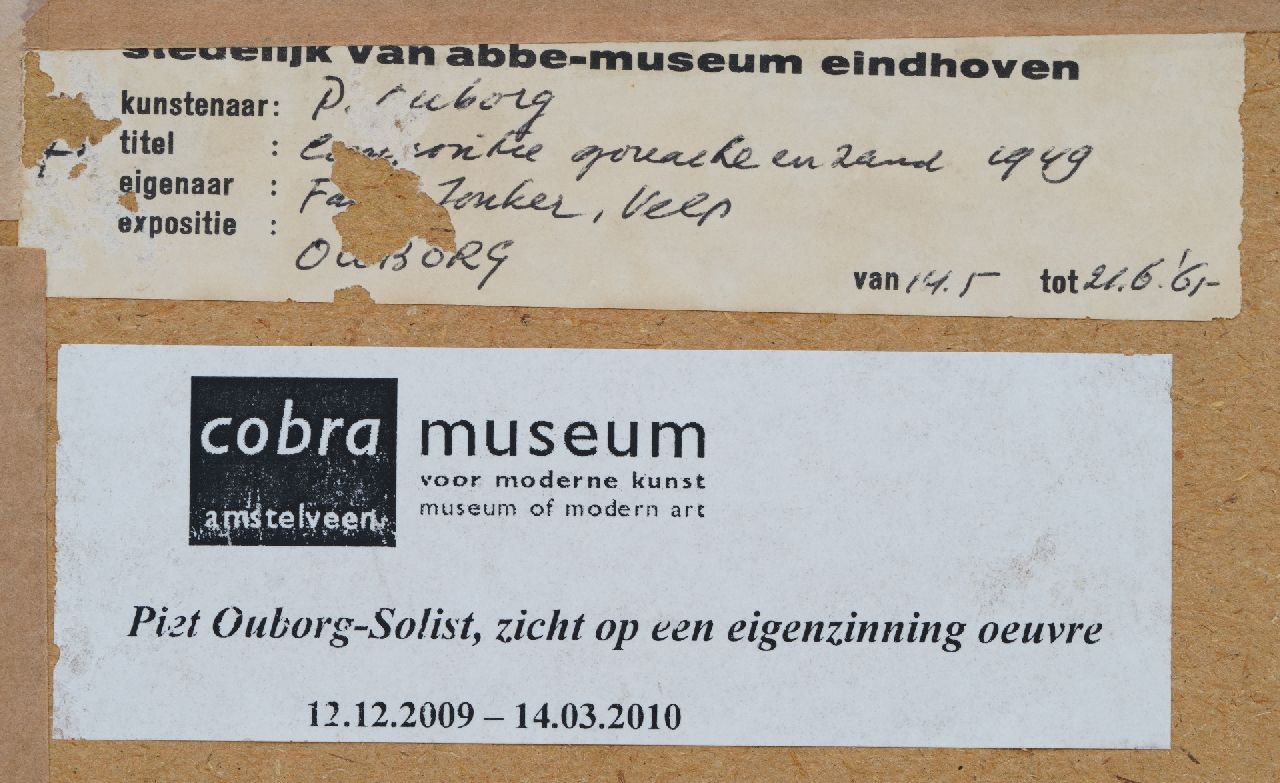 stedelijk van abbe-museum eindhoven
kunstenaar: P. Ouborg
titel : Compositie gouache en zand 1949
eigenaar : Fam. Jonker, Velp
expositie :
OUBORG
van 14.5 tot 21.6.'61-
cobra museum
voor moderne kunst
amstelveen museum of modern art
Piet Ouborg-Solist, zicht op een eigenzinning oeuvre
12.12.2009 – 14.03.2010